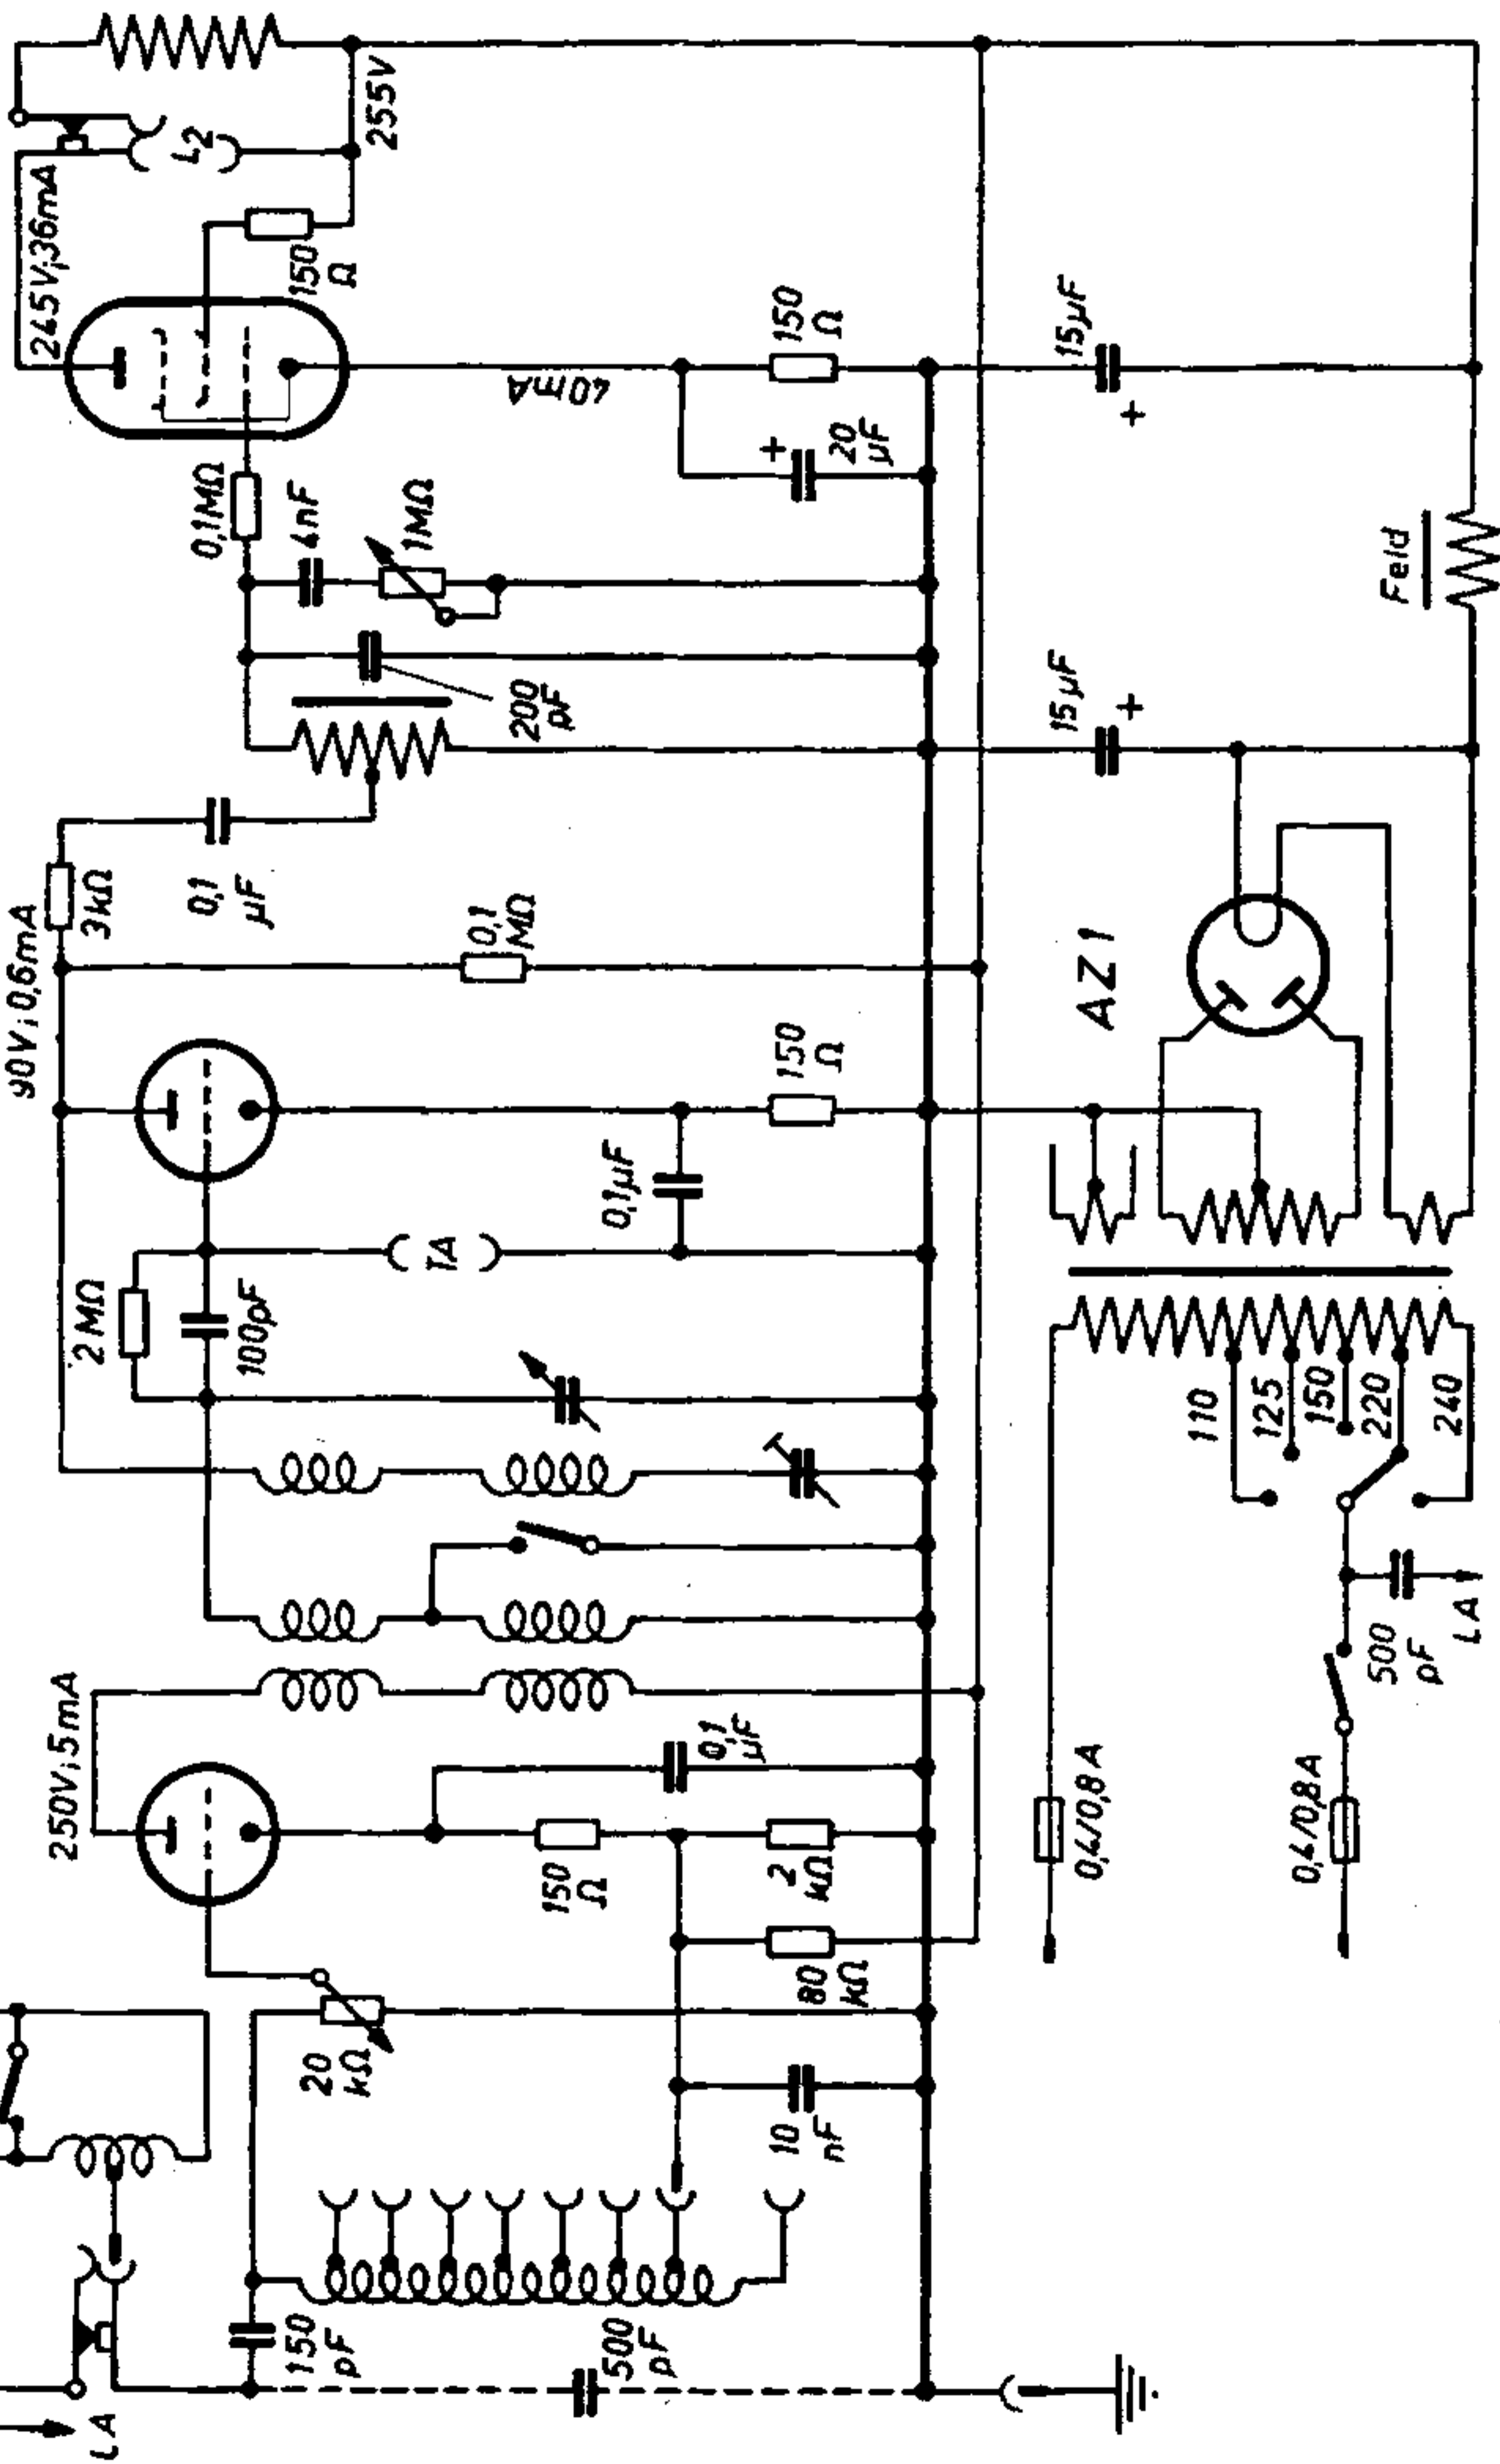 L2
255V
245V; 36mA
150
Ω
0,1MΩ
4nF
1MΩ
200
pF
40mA
20
μF
150
Ω
15μF
+
+
Feld
15μF
+
90V; 0,6mA
3kΩ
0,1
μF
0,1
MΩ
150
Ω
AZ1
0,1μF
2MΩ
100pF
TA
110
125
150
220
240
500
pF
LA
250V; 5mA
0,1
μF
150
Ω
2
kΩ
80
kΩ
0,4/0,8A
0,4/0,8A
20
kΩ
10
nF
150
pF
500
pF
LA